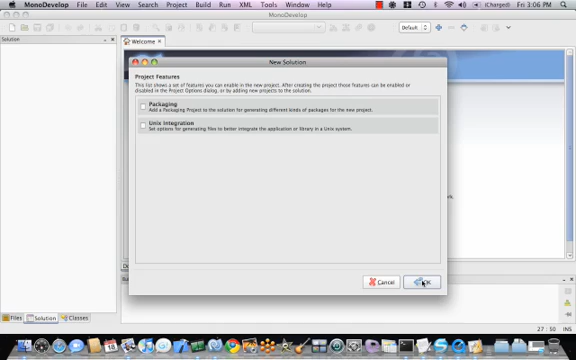 MonoDevelop File Edit View Search Project Build Run XML Tools Window Help (Charged) Fri 3:06 PM
MonoDevelop
Default
Solution
Welcome
New Solution
Project Features
This list shows a set of features you can enable in the new project. After creating the project those features can be enabled or
disabled in the Project Options dialog, or by adding new projects to the solution.
Packaging
Add a Packaging Project to the solution for generating different kinds of packages for the new project.
Unix Integration
Set options for generating files to better integrate the application or library in a Unix system.
Cancel
OK
Files Solution Classes
27 : 50 INS